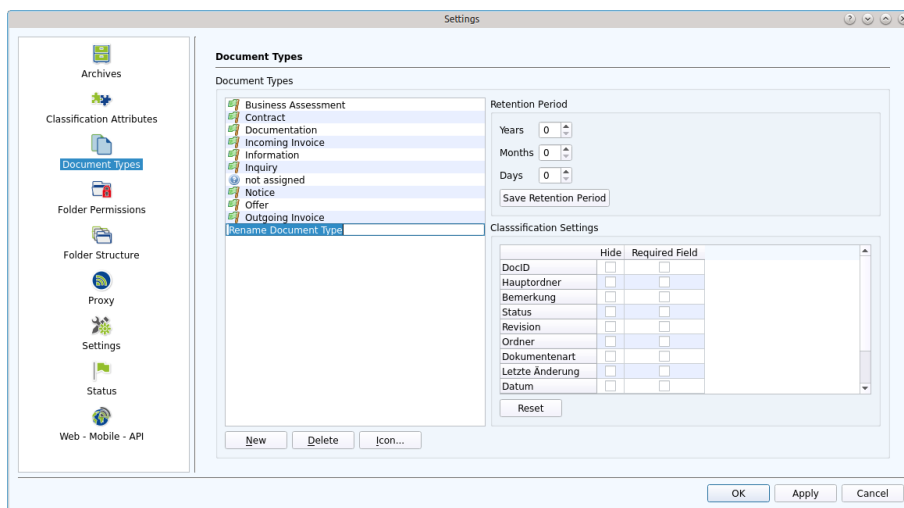 Settings
Archives
Classification Attributes
Document Types
Folder Permissions
Folder Structure
Proxy
Settings
Status
Web - Mobile - API
Document Types
Document Types
Business Assessment
Contract
Documentation
Incoming Invoice
Information
Inquiry
not assigned
Notice
Offer
Outgoing Invoice
Rename Document Type
New Delete Icon...
Retention Period
Years 0
Months 0
Days 0
Save Retention Period
Classsification Settings
Hide Required Field
DocID
Hauptordner
Bemerkung
Status
Revision
Ordner
Dokumentenart
Letzte Änderung
Datum
Reset
OK Apply Cancel